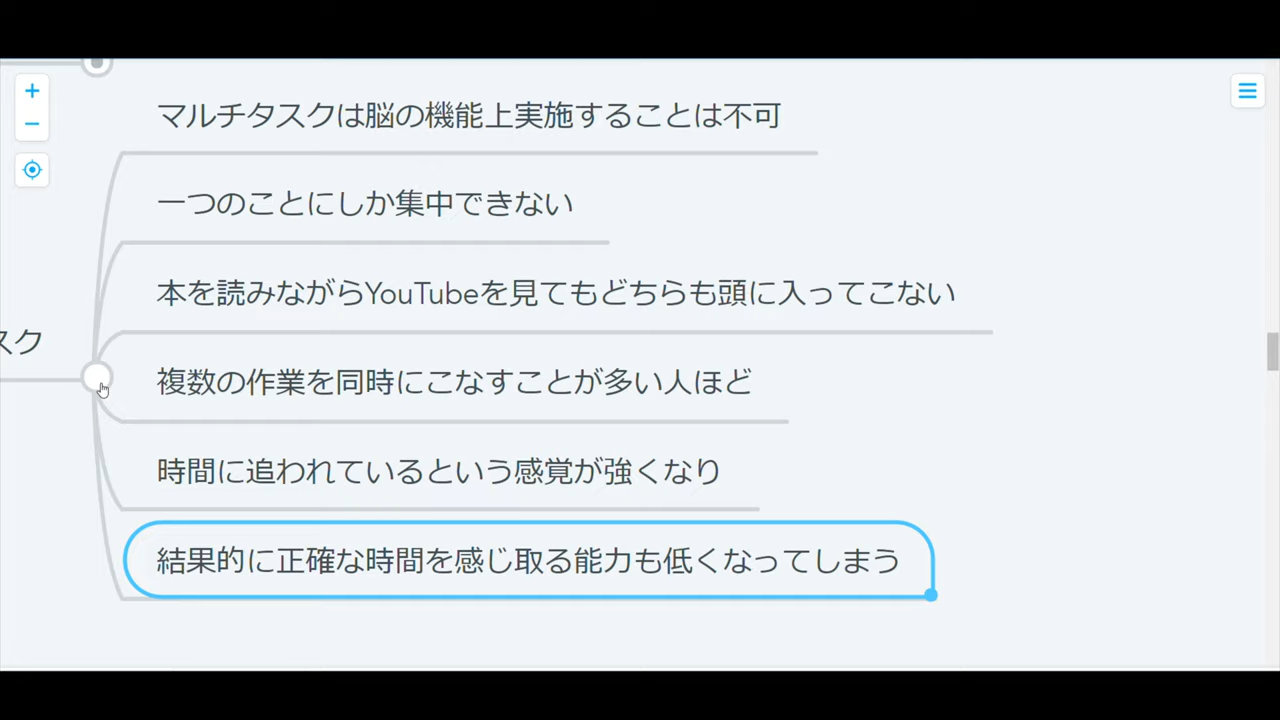 マルチタスクは脳の機能上実施することは不可
一つのことにしか集中できない
本を読みながらYouTubeを見てもどちらも頭に入ってこない
スク
複数の作業を同時にこなすことが多い人ほど
時間に追われているという感覚が強くなり
結果的に正確な時間を感じ取る能力も低くなってしまう